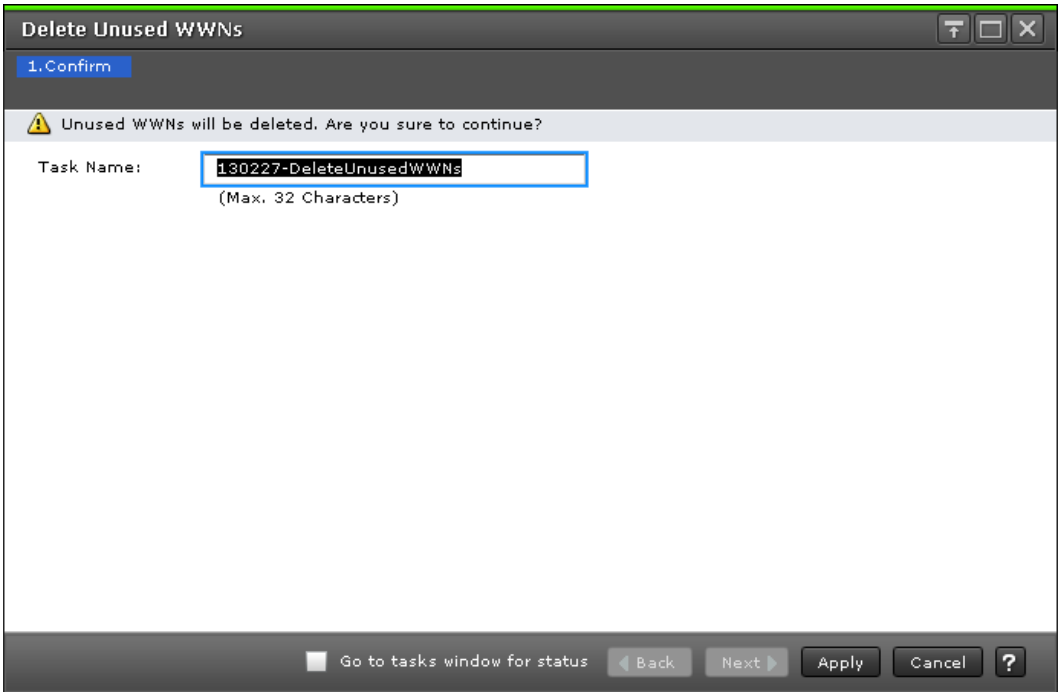 Delete Unused WWNs
1.Confirm
Unused WWNs will be deleted. Are you sure to continue?
Task Name: 130227-DeleteUnusedWWNs
(Max. 32 Characters)
Go to tasks window for status Back Next Apply Cancel ?